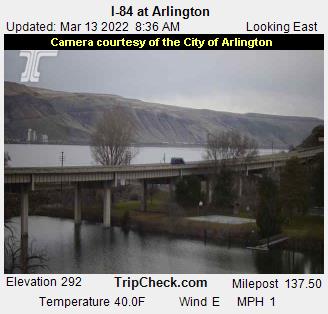 I-84 at Arlington
Updated: Mar 13 2022 8:36 AM Looking East
Camera courtesy of the City of Arlington
Elevation 292 TripCheck.com Milepost 137.50
Temperature 40.0F Wind E MPH 1